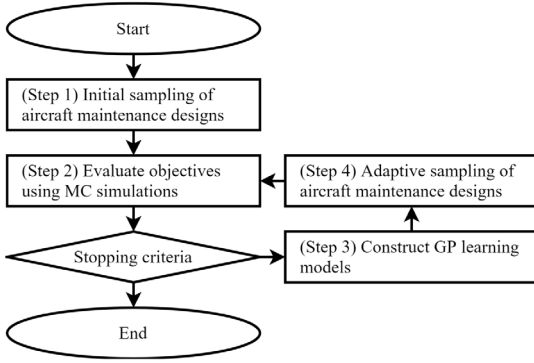 Start
(Step 1) Initial sampling of
aircraft maintenance designs
(Step 2) Evaluate objectives
using MC simulations
(Step 4) Adaptive sampling of
aircraft maintenance designs
Stopping criteria
(Step 3) Construct GP learning
models
End